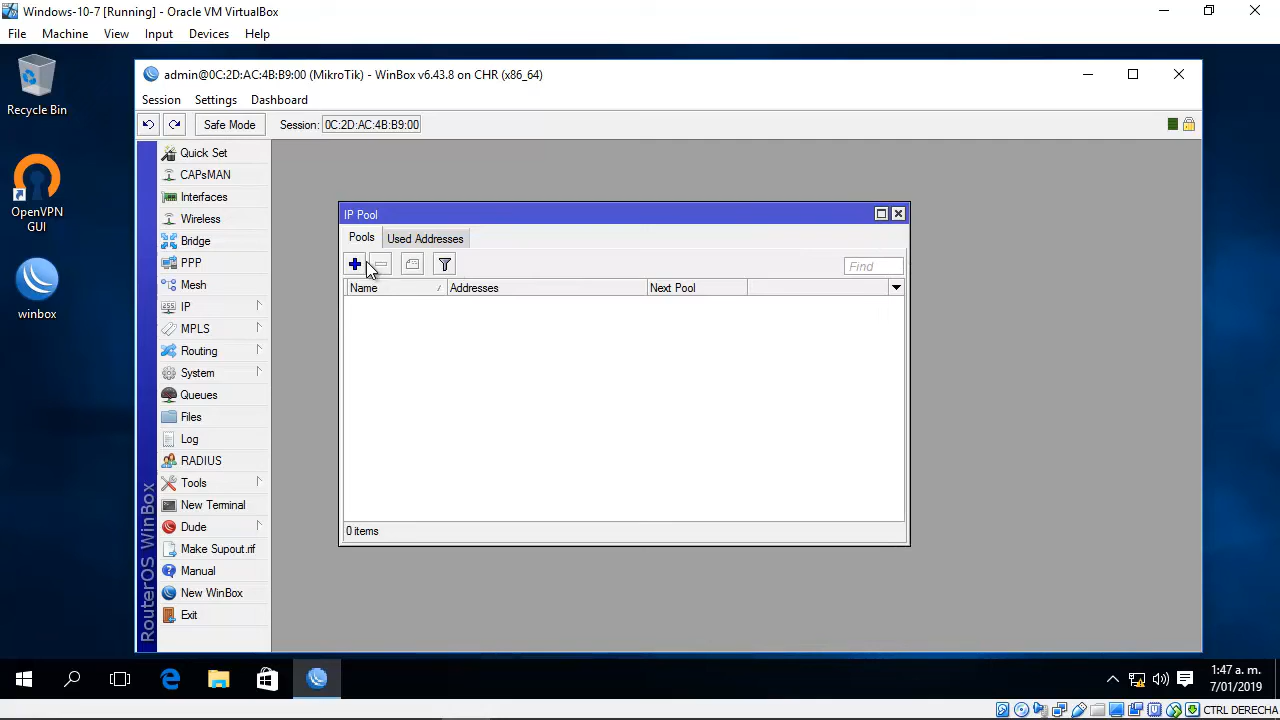 Windows-10-7 [Running] - Oracle VM VirtualBox
File Machine View Input Devices Help
Recycle Bin
OpenVPN
GUI
winbox
admin@0C:2D:AC:4B:B9:00 (MikroTik) - WinBox v6.43.8 on CHR (x86_64)
Session Settings Dashboard
Safe Mode Session: 0C:2D:AC:4B:B9:00
Quick Set
CAPsMAN
Interfaces
Wireless
Bridge
PPP
Mesh
255 IP
MPLS
Routing
System
Queues
Files
Log
RADIUS
Tools
New Terminal
Dude
Make Supout.rif
Manual
New WinBox
Exit
RouterOS WinBox
IP Pool
Pools Used Addresses
Find
Name Addresses Next Pool
0 items
1:47 a. m.
7/01/2019
CTRL DERECHA